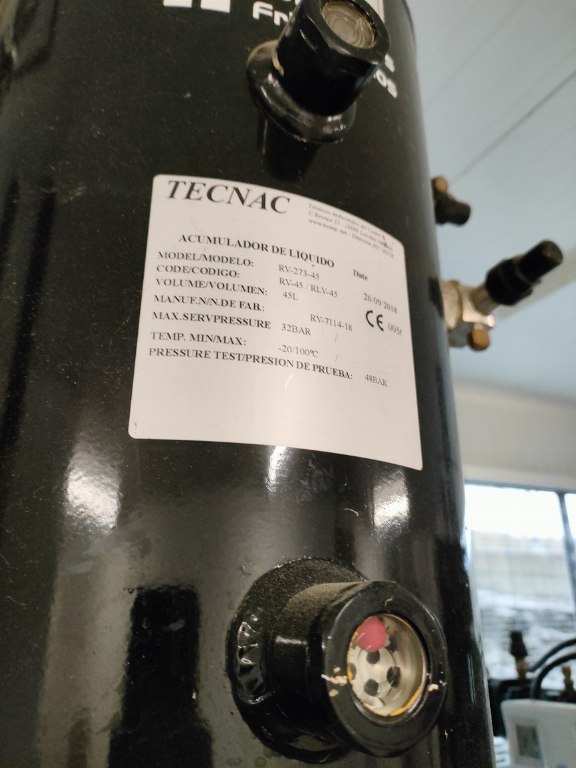 TECNAC
ACUMULADOR DE LIQUIDO
MODEL/MODELO: RV-273-45 Date
CODE/CODIGO: RV-45 / RLV-45 26/09/2018
VOLUME/VOLUMEN: 45L
MANUF.N/N.DE FAB: RV-7114-18 CE
MAX.SERVPRESSURE 32BAR
TEMP. MIN/MAX: -20/100ºC
PRESSURE TEST/PRESION DE PRUEBA: 48BAR